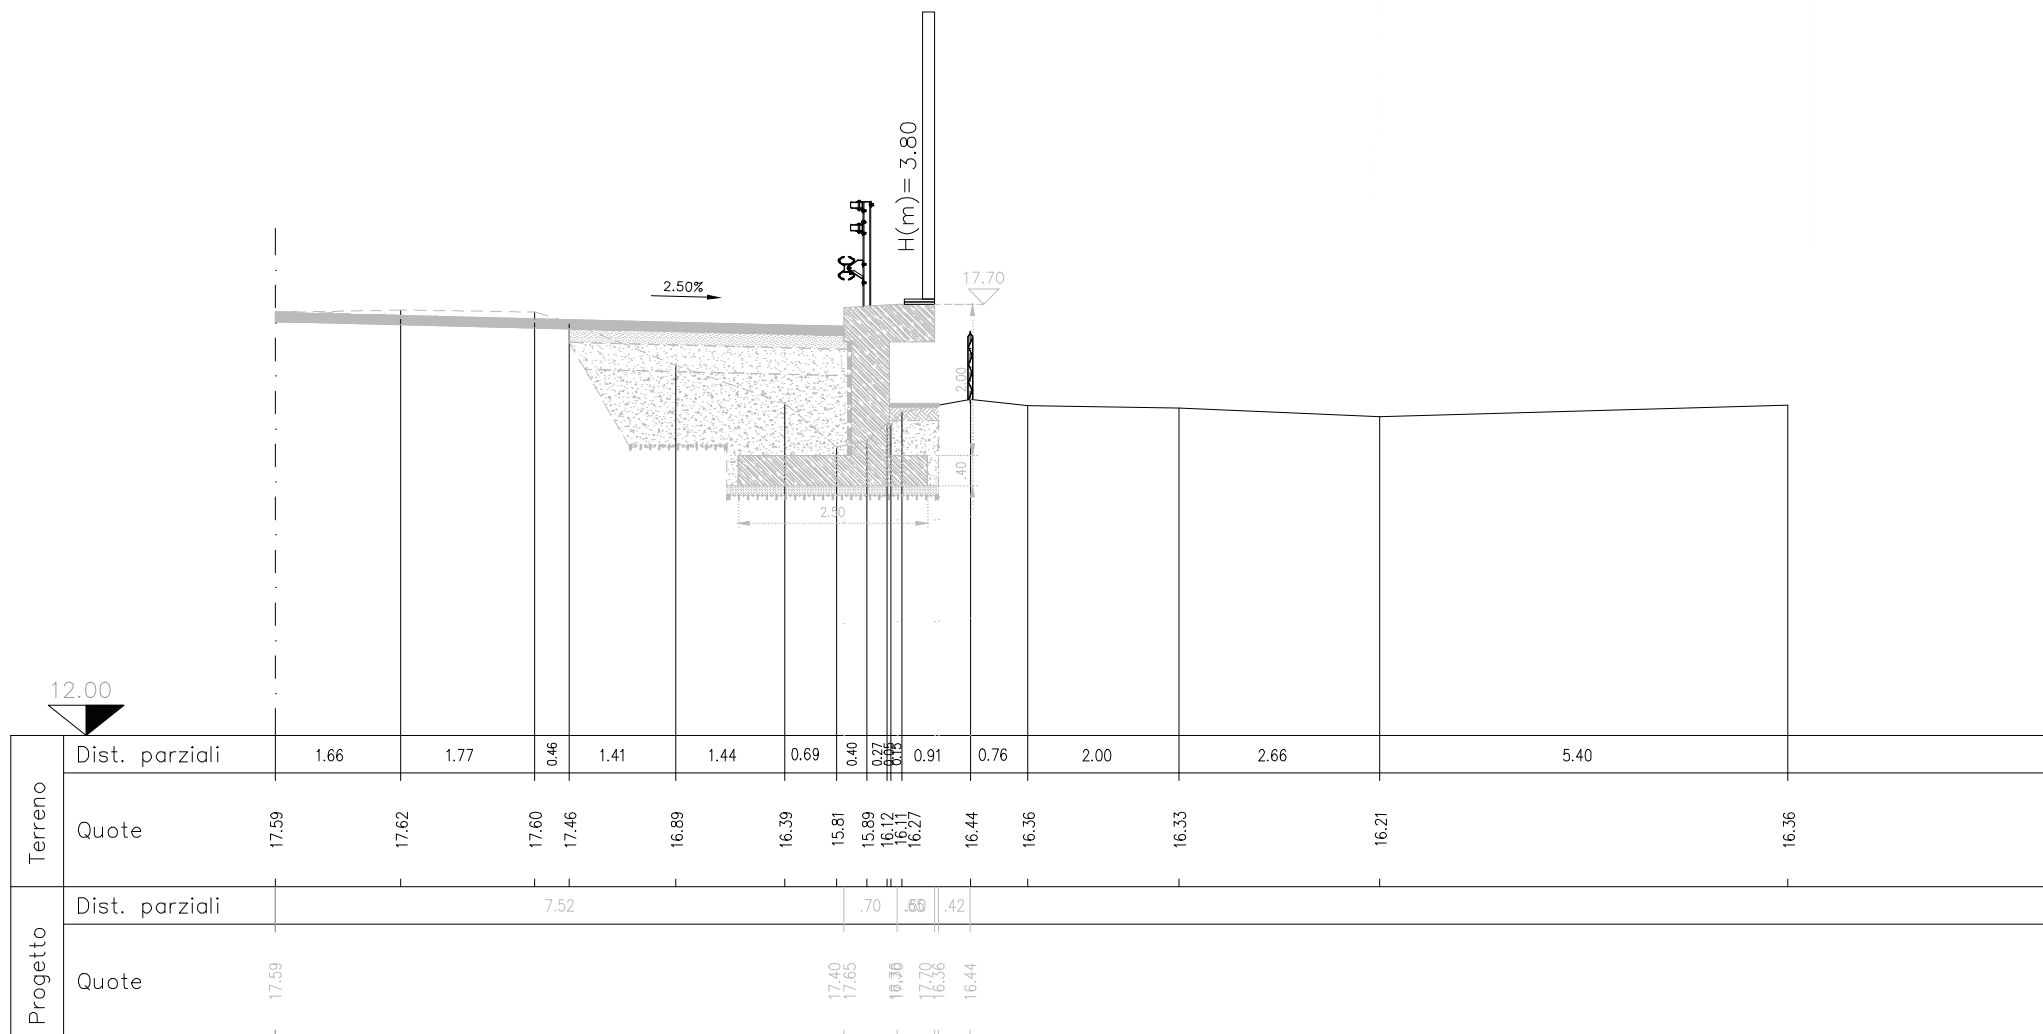 H(m)= 3.80
2.50%
17.70
2.00
.40
2.50
12.00
Terreno
Dist. parziali
1.66 1.77 0.46 1.41 1.44 0.69 0.40 0.27 0.05 0.15 0.91 0.76 2.00 2.66 5.40
Quote
17.59 17.62 17.60 17.46 16.89 16.39 15.81 15.89 16.12 16.11 16.27 16.44 16.36 16.33 16.21 16.36
Progetto
Dist. parziali
7.52 .70 .42
Quote
17.59 17.40 17.65 17.70 16.36 16.44